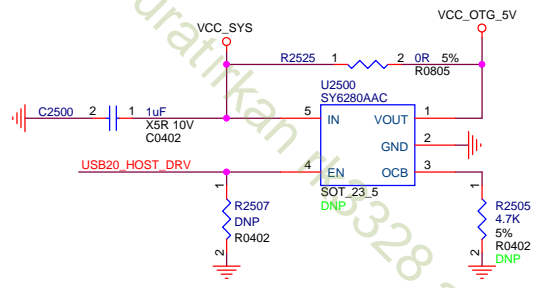 VCC_OTG_5V
VCC_SYS
R2525 1 2 0R 5%
R0805
U2500
SY6280AAC
C2500 2 1 1uF
X5R 10V
C0402
5 IN VOUT 1
GND 2
USB20_HOST_DRV 4 EN OCB 3
SOT_23_5
DNP
1
R2507
DNP
R0402
2
1
R2505
4.7K
5%
R0402
DNP
2